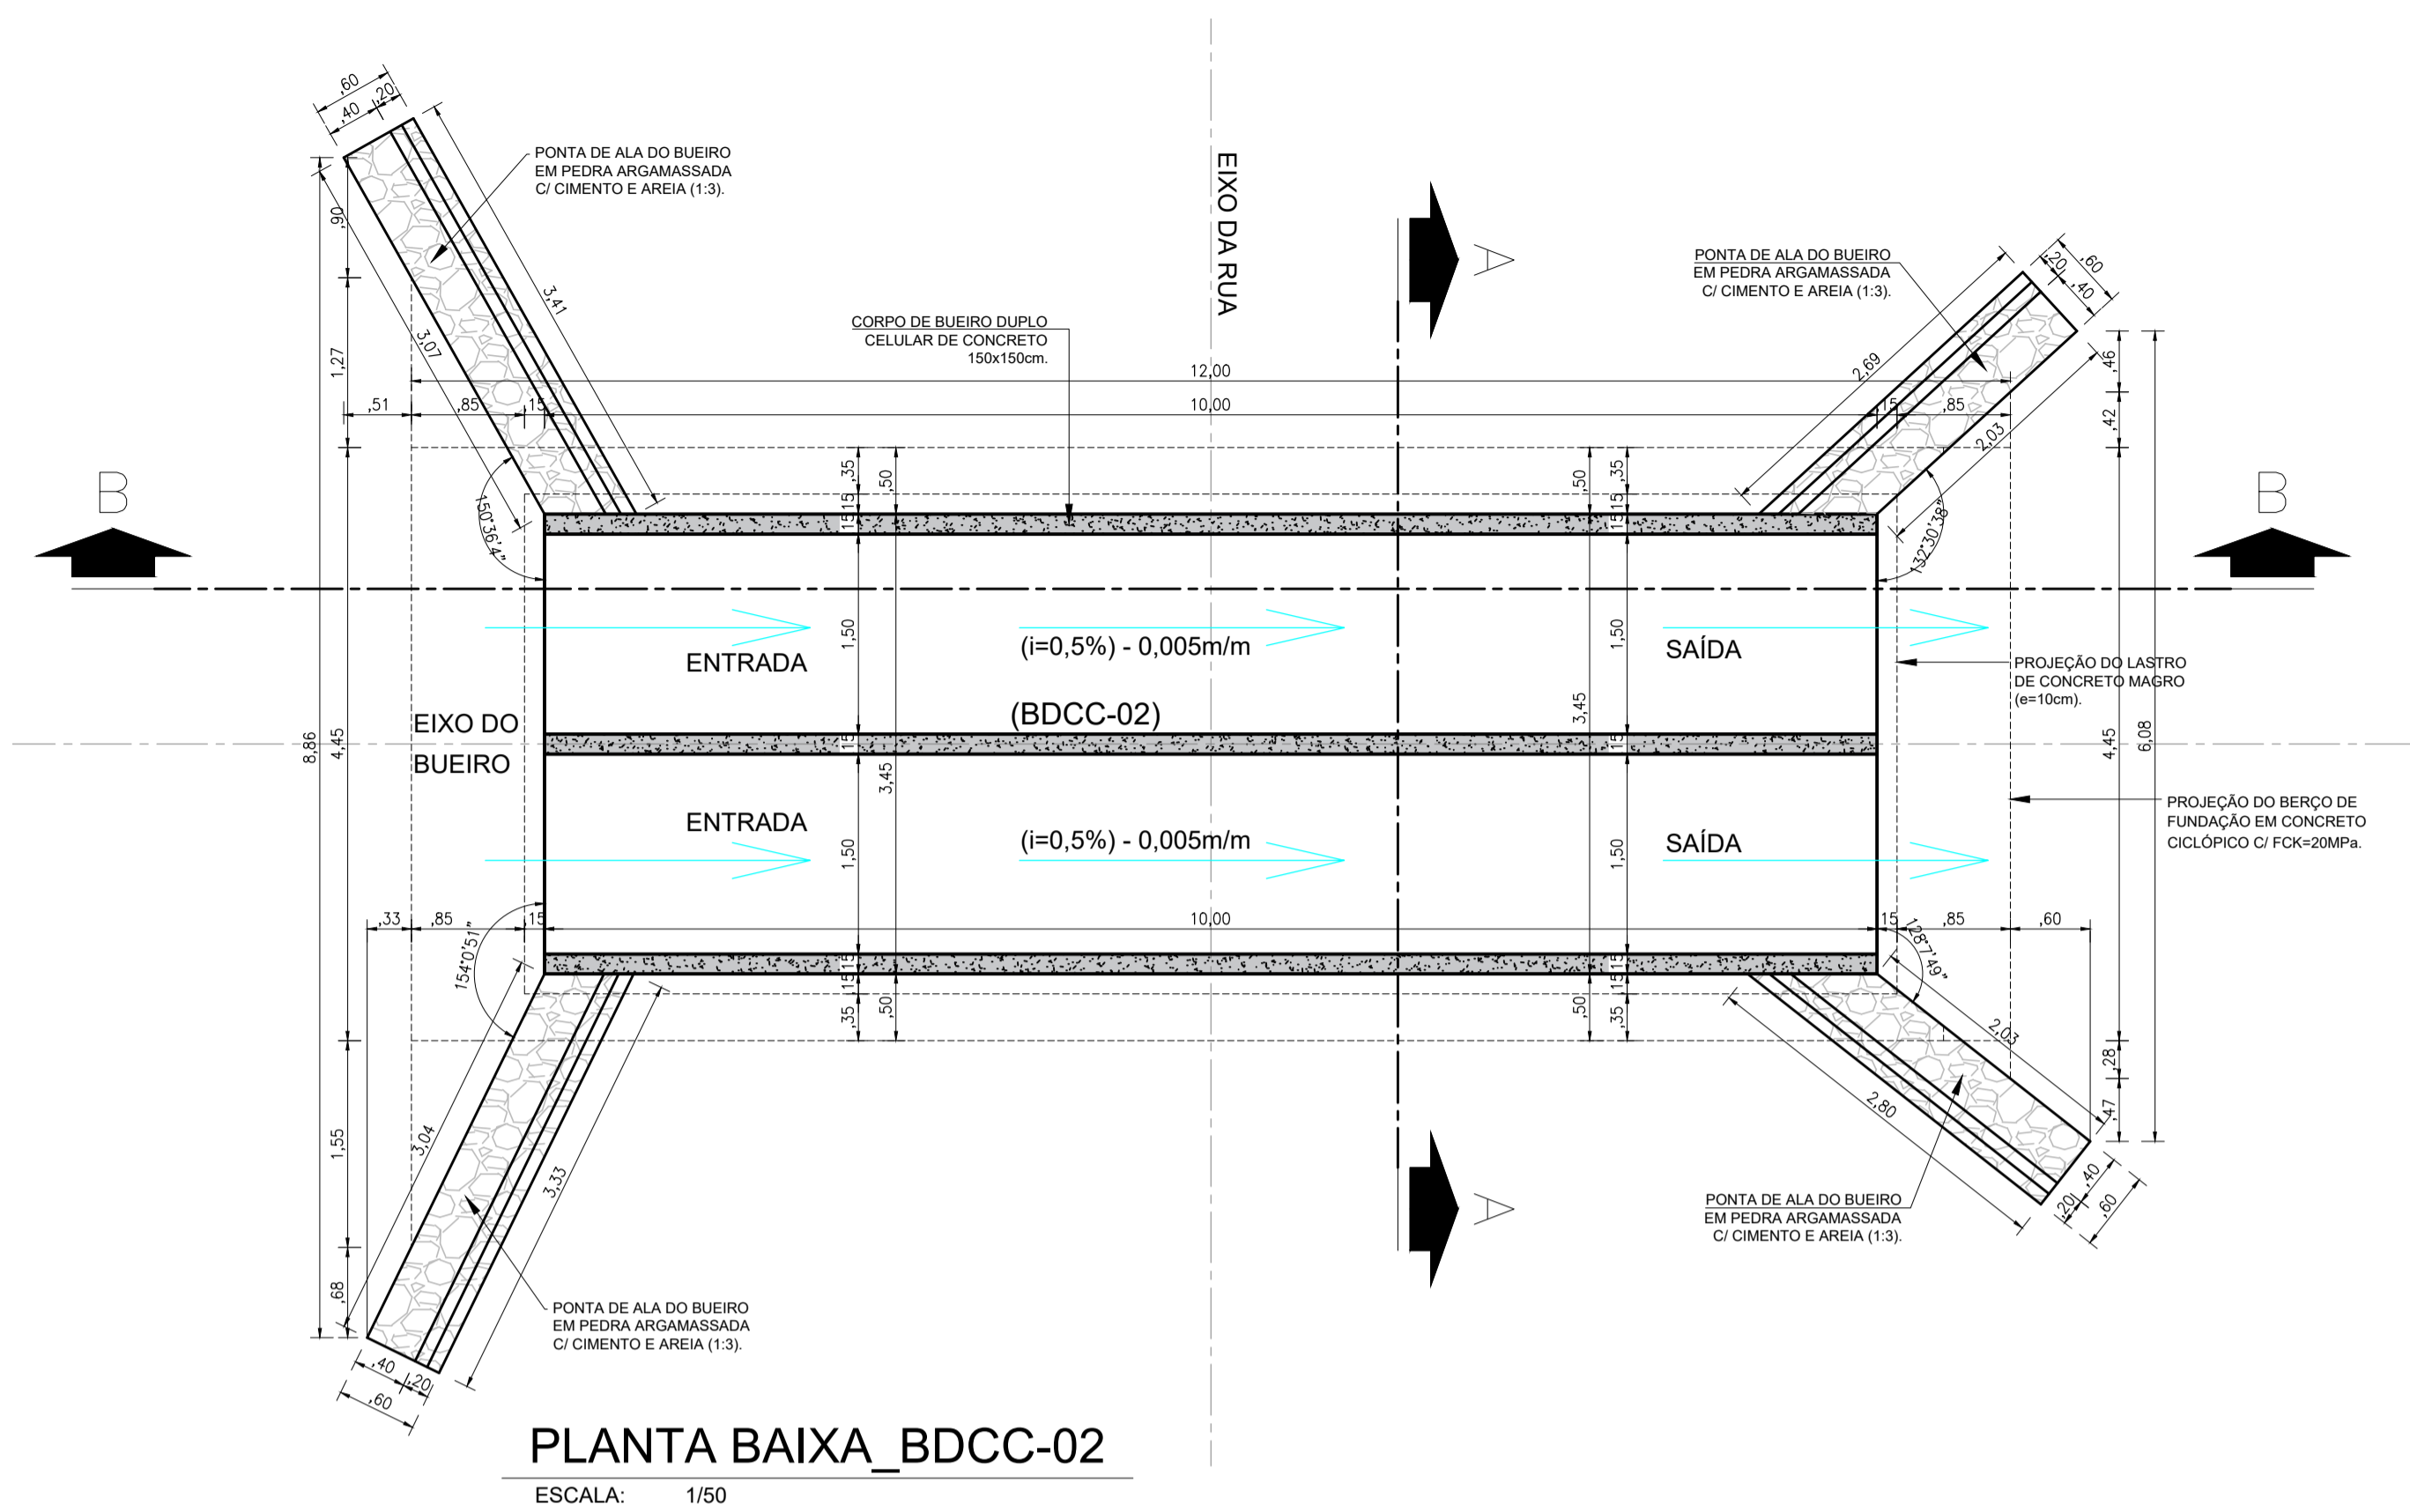 ,60
,40
,20
PONTA DE ALA DO BUEIRO
EM PEDRA ARGAMASSADA
C/ CIMENTO E AREIA (1:3).
EIXO DA RUA
A
PONTA DE ALA DO BUEIRO
EM PEDRA ARGAMASSADA
C/ CIMENTO E AREIA (1:3).
,20
,60
,40
,90
3,41
3,07
1,27
CORPO DE BUEIRO DUPLO
CELULAR DE CONCRETO
150x150cm.
2,69
2,03
,46
,42
12,00
,51
,85
,15
10,00
,15
,85
,35
,50
,50
,35
B
B
150°36'4"
132°30'38"
15
15
15
15
1,50
1,50
ENTRADA
(i=0,5%) - 0,005m/m
SAÍDA
PROJEÇÃO DO LASTRO
DE CONCRETO MAGRO
(e=10cm).
(BDCC-02)
3,45
EIXO DO
BUEIRO
8,86
4,45
15
15
4,45
6,08
3,45
ENTRADA
(i=0,5%) - 0,005m/m
SAÍDA
1,50
1,50
PROJEÇÃO DO BERÇO DE
FUNDAÇÃO EM CONCRETO
CICLÓPICO C/ FCK=20MPa.
,33
,85
,15
10,00
15
,85
,60
154°0'51"
128°7'49"
15
15
15
15
,35
,50
,50
,35
2,03
,28
,47
2,80
1,55
3,04
3,33
,68
PONTA DE ALA DO BUEIRO
EM PEDRA ARGAMASSADA
C/ CIMENTO E AREIA (1:3).
A
,40
,20
,60
PONTA DE ALA DO BUEIRO
EM PEDRA ARGAMASSADA
C/ CIMENTO E AREIA (1:3).
,40
,20
,60
PLANTA BAIXA_BDCC-02
ESCALA: 1/50